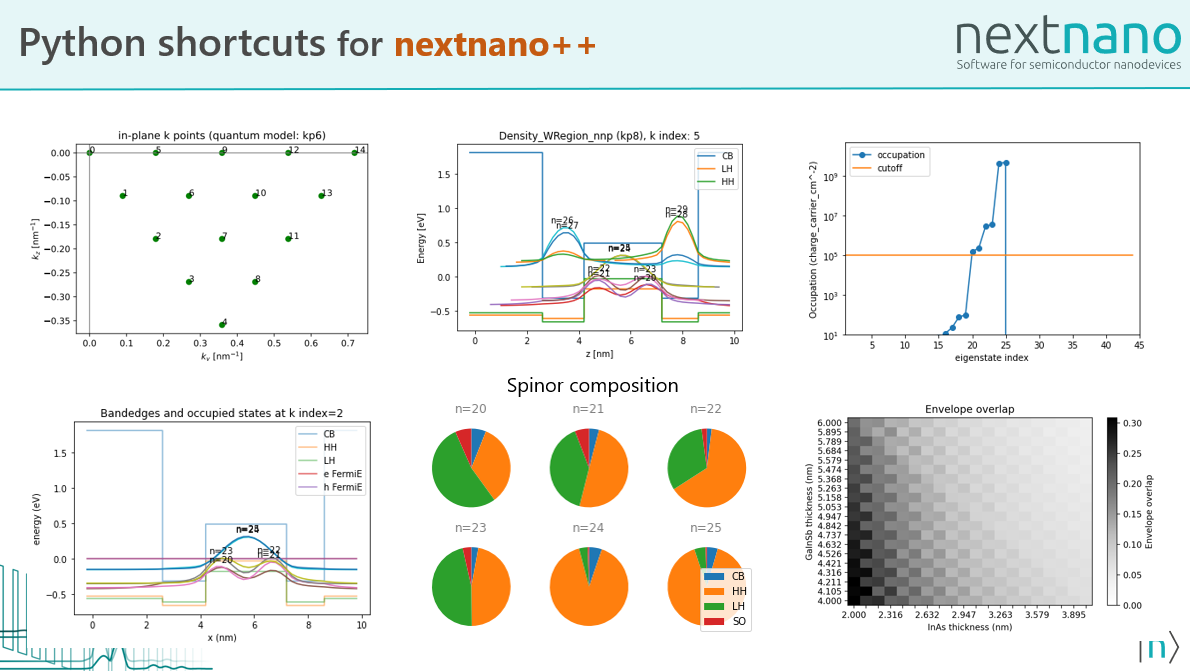 Python shortcuts for nextnano++
nextnano
Software for semiconductor nanodevices
in-plane k points (quantum model: kp6)
0.00
−0.05
−0.10
−0.15
−0.20
−0.25
−0.30
−0.35
k_z [nm⁻¹]
0 5 9 12 14
1 6 10 13
2 7 11
3 8
4
0.0 0.1 0.2 0.3 0.4 0.5 0.6 0.7
k_y [nm⁻¹]
Density_WRegion_nnp (kp8), k index: 5
CB
LH
HH
1.5
1.0
0.5
0.0
−0.5
Energy [eV]
n=26
n=27
n=29
n=28
n=22
n=21
n=23
n=20
0 2 4 6 8 10
z [nm]
occupation
cutoff
10⁹
10⁷
10⁵
10³
10¹
Occupation (charge_carrier_cm^-2)
5 10 15 20 25 30 35 40 45
eigenstate index
Bandedges and occupied states at k index=2
CB
HH
LH
e FermiE
h FermiE
1.5
1.0
0.5
0.0
−0.5
energy (eV)
n=23
n=20
n=22
n=21
0 2 4 6 8 10
x (nm)
Spinor composition
n=20 n=21 n=22
n=23 n=24 n=25
CB
HH
LH
SO
Envelope overlap
6.000
5.895
5.789
5.684
5.579
5.474
5.368
5.263
5.158
5.053
4.947
4.842
4.737
4.632
4.526
4.421
4.316
4.211
4.105
4.000
GaInSb thickness (nm)
2.000 2.316 2.632 2.947 3.263 3.579 3.895
InAs thickness (nm)
0.30
0.25
0.20
0.15
0.10
0.05
0.00
Envelope overlap
|n⟩